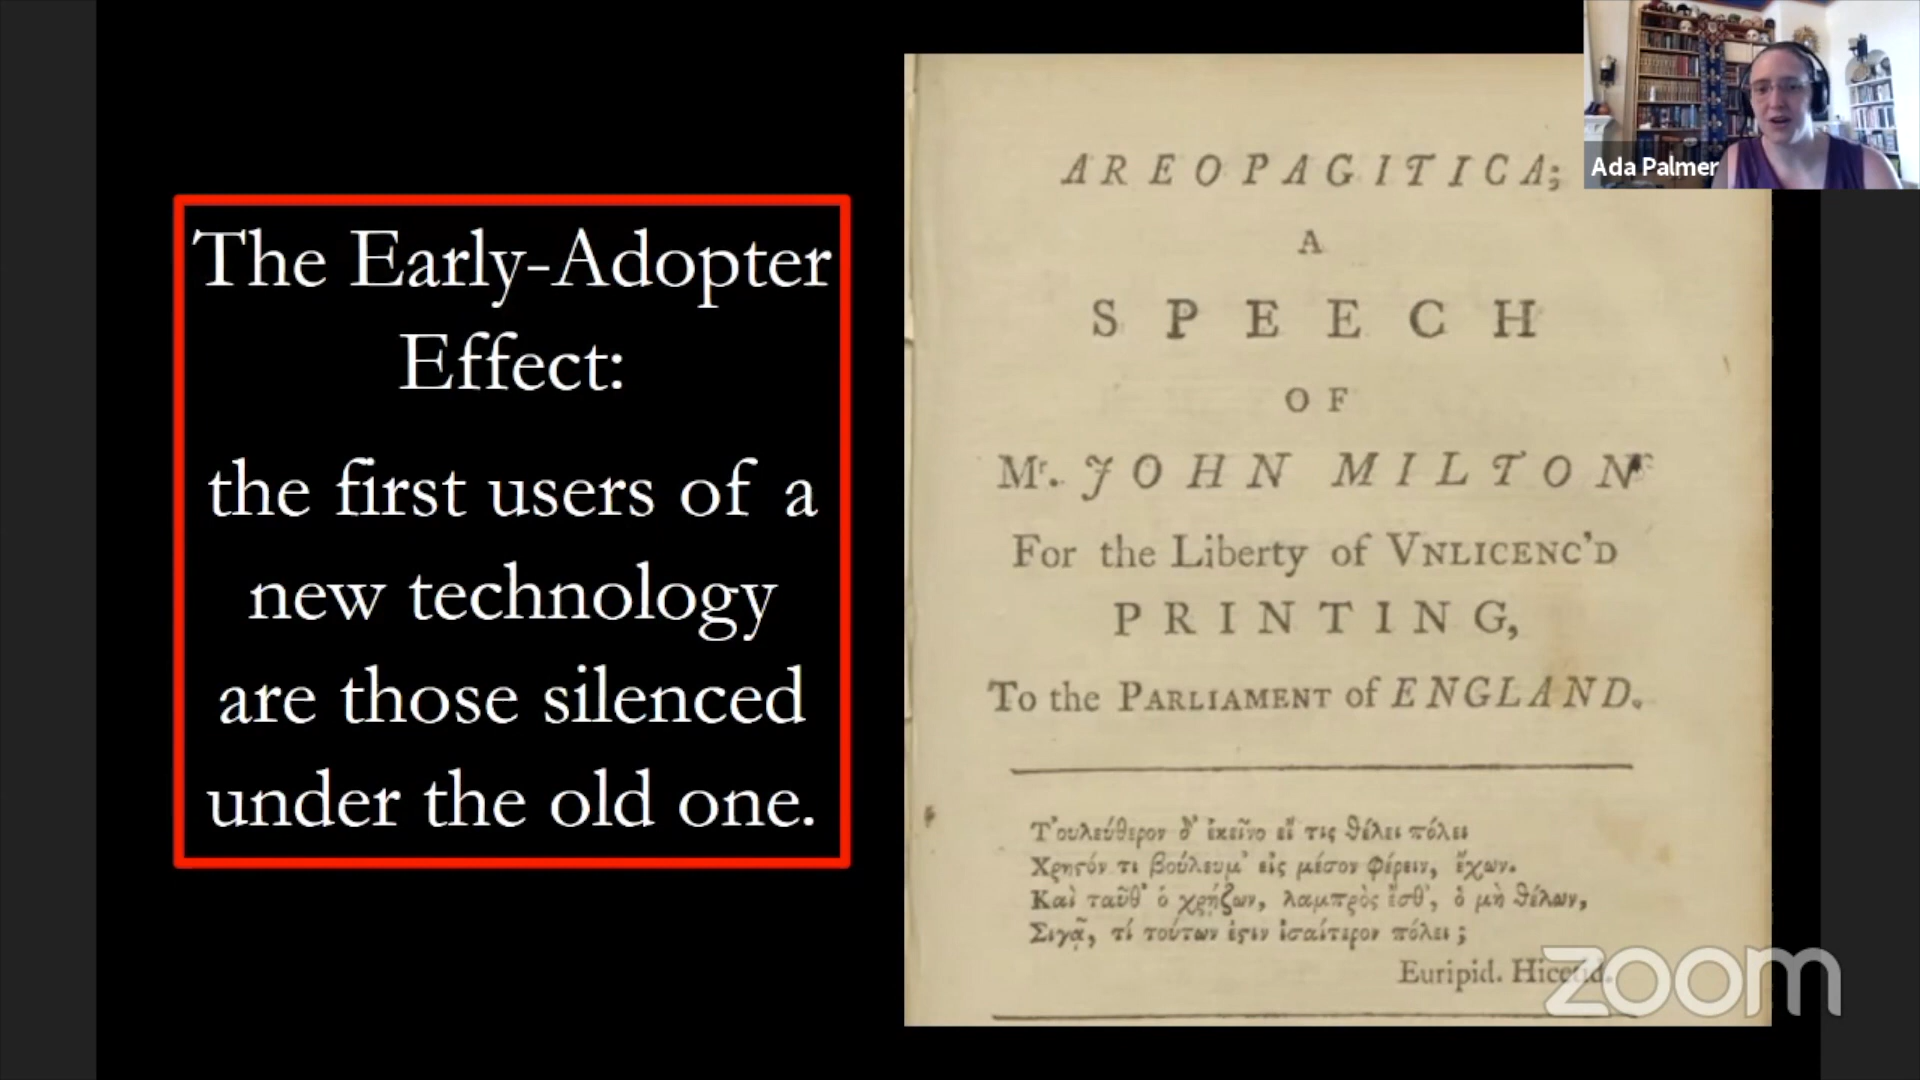 The Early-Adopter
Effect:
the first users of a
new technology
are those silenced
under the old one.
AREOPAGITICA;
A
SPEECH
OF
Mr. JOHN MILTON
For the Liberty of VNLICENC'D
PRINTING,
To the PARLIAMENT of ENGLAND.
Τ'ουλεύθερον δ' ἐκεῖνο εἴ τις θέλει πόλει
Χρηστόν τι βούλευμ' εἰς μέσον φέρειν, ἔχων.
Καὶ ταῦθ' ὁ χρῄζων, λαμπρὸς ἔσθ', ὁ μὴ θέλων,
Σιγᾷ, τί τούτων ἐστιν ἰσαίτερον πόλει;
Euripid. Hicetid.
Ada Palmer
zoom